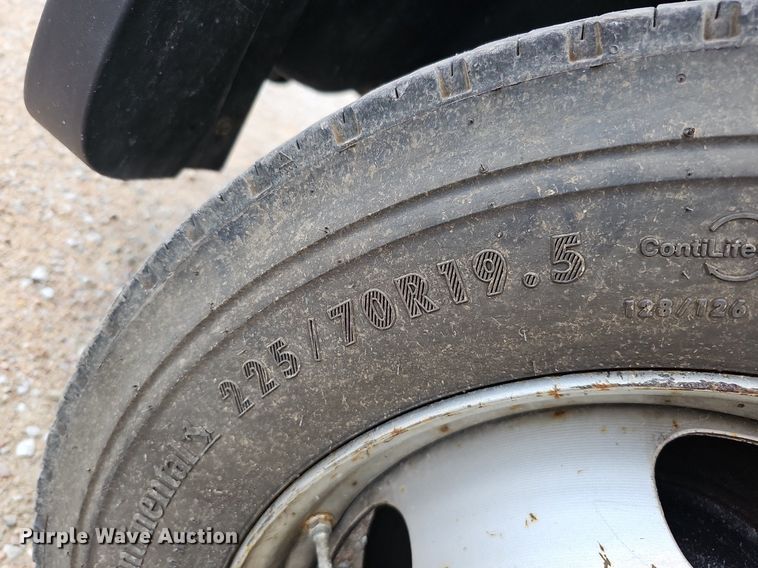 225/70R19.5
ContiLife
128/126
Continental
Purple Wave Auction